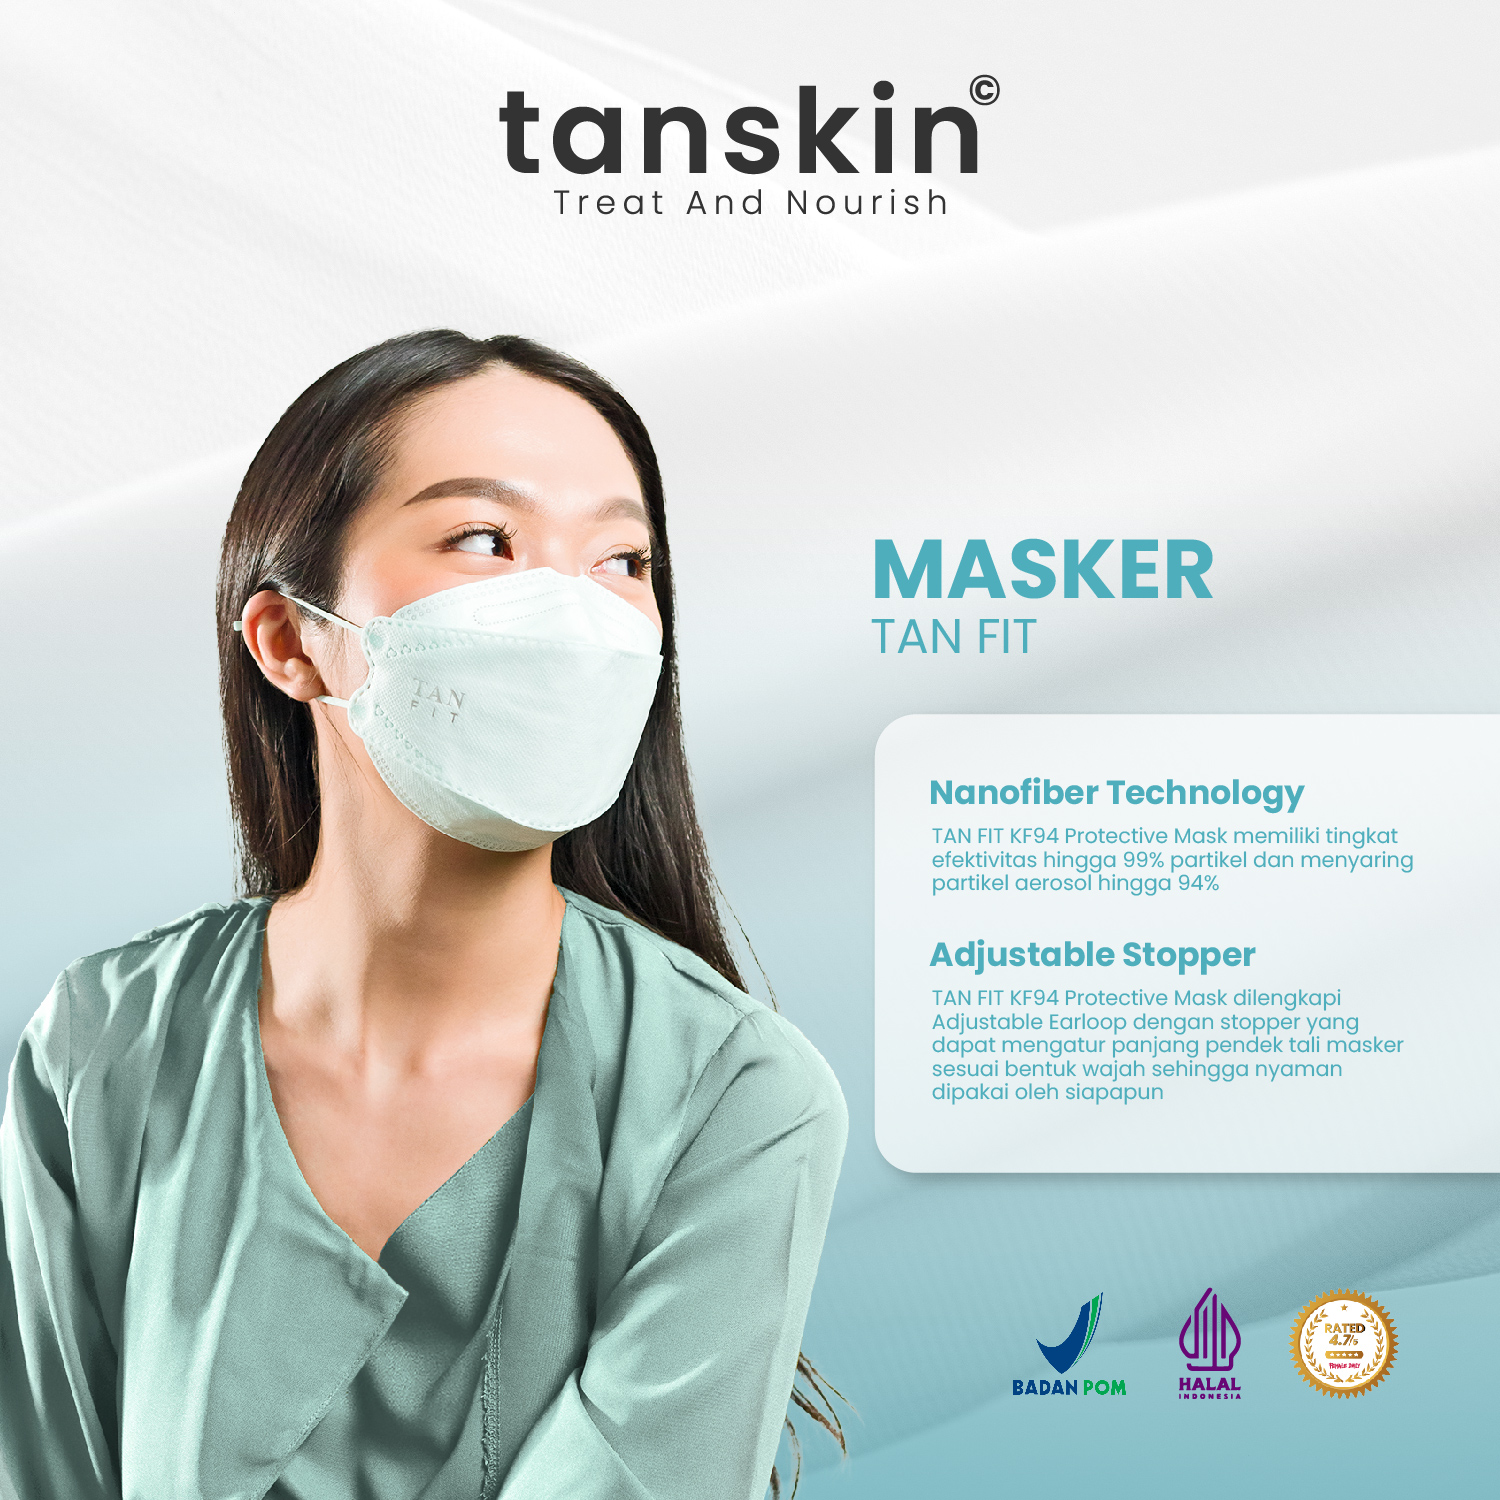 tanskin©
Treat And Nourish
MASKER
TAN FIT
TAN
FIT
Nanofiber Technology
TAN FIT KF94 Protective Mask memiliki tingkat
efektivitas hingga 99% partikel dan menyaring
partikel aerosol hingga 94%
Adjustable Stopper
TAN FIT KF94 Protective Mask dilengkapi
Adjustable Earloop dengan stopper yang
dapat mengatur panjang pendek tali masker
sesuai bentuk wajah sehingga nyaman
dipakai oleh siapapun
BADAN POM
HALAL
INDONESIA
RATED
4.7/5
FEMALE DAILY